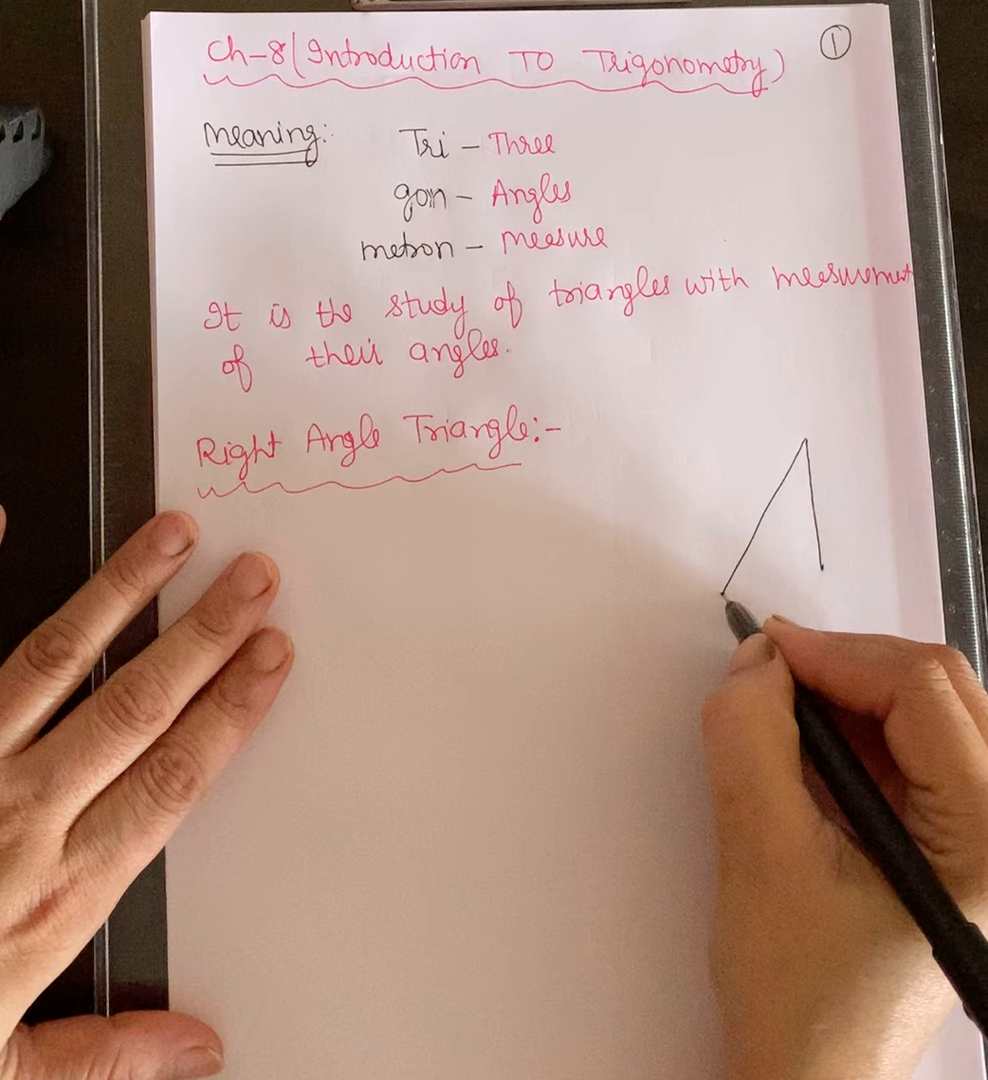 Ch-8(Introduction TO Trigonometry)
①
Meaning:
Tri - Three
gon - Angles
metron - Measure
It is the study of triangles with measurement
of their angles.
Right Angle Triangle:-